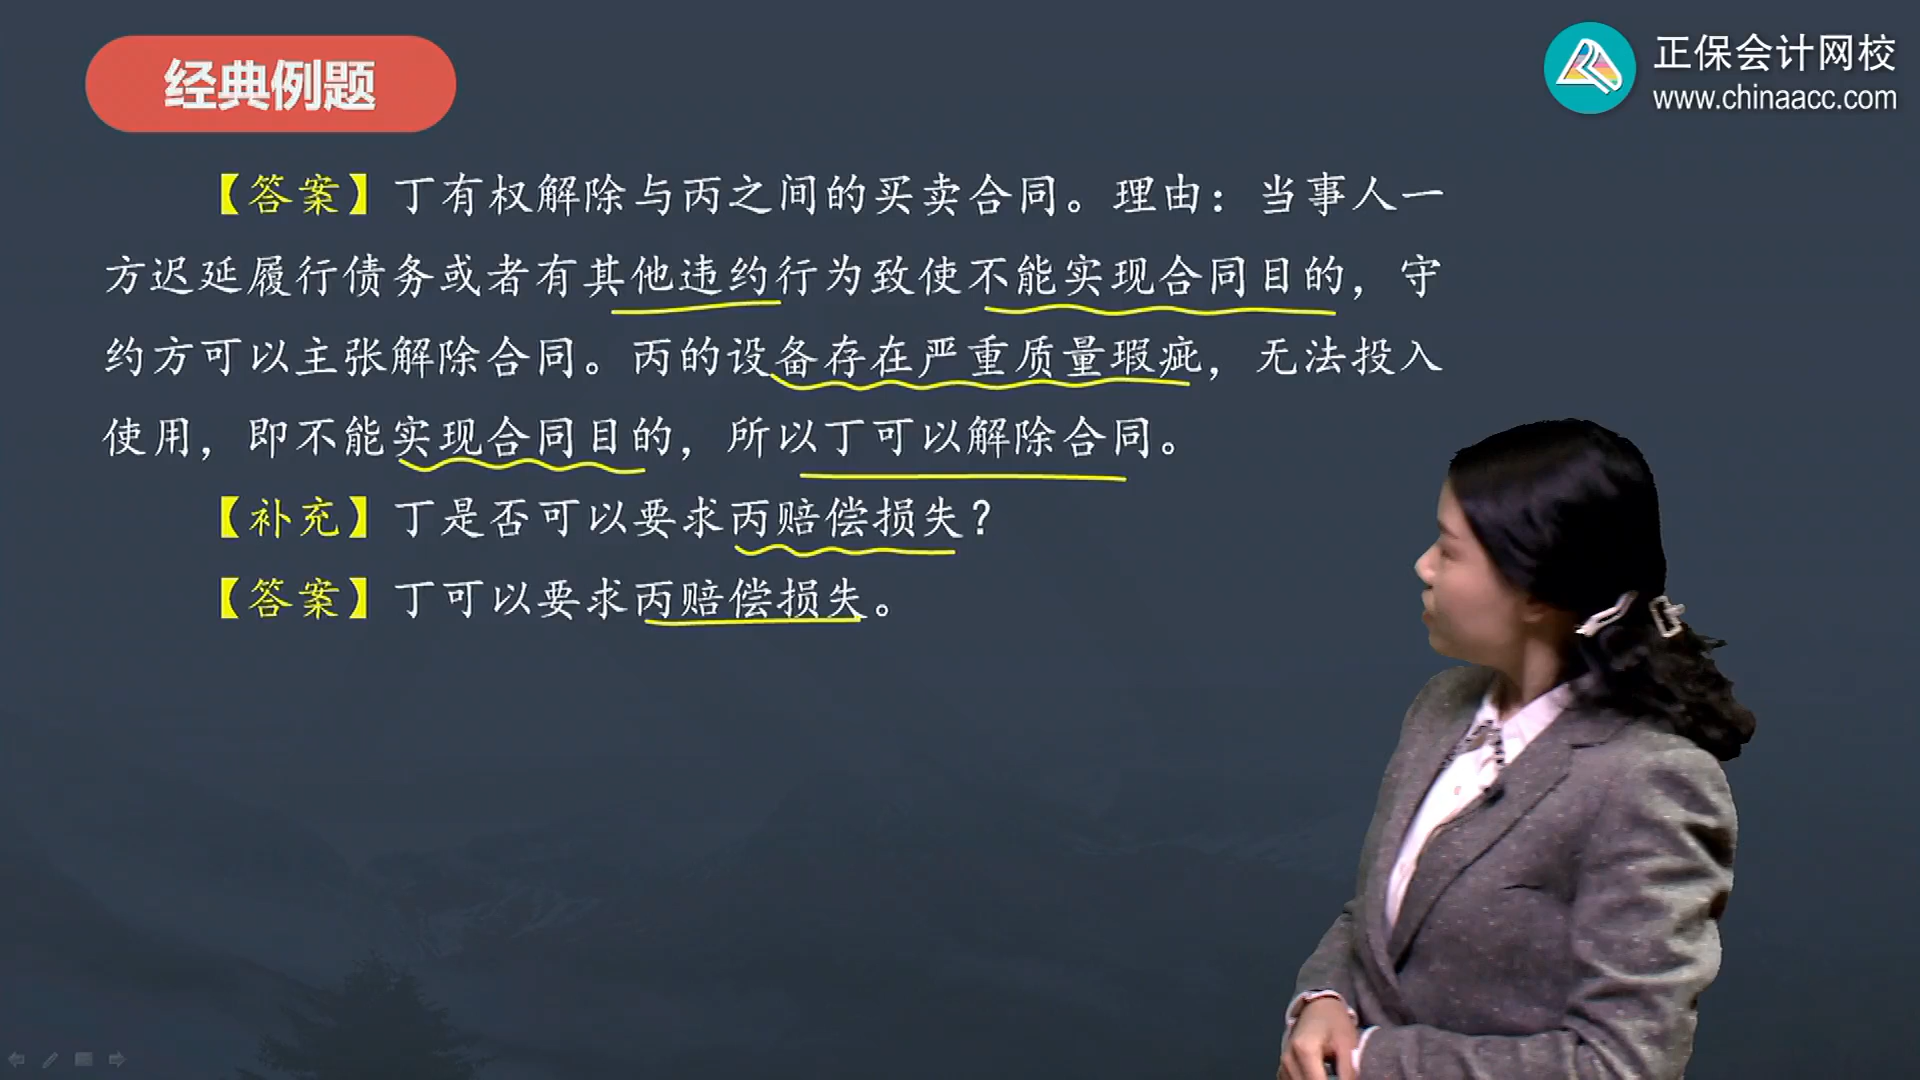 经典例题
正保会计网校
www.chinaacc.com
【答案】丁有权解除与丙之间的买卖合同。理由：当事人一
方迟延履行债务或者有其他违约行为致使不能实现合同目的，守
约方可以主张解除合同。丙的设备存在严重质量瑕疵，无法投入
使用，即不能实现合同目的，所以丁可以解除合同。
【补充】丁是否可以要求丙赔偿损失？
【答案】丁可以要求丙赔偿损失。